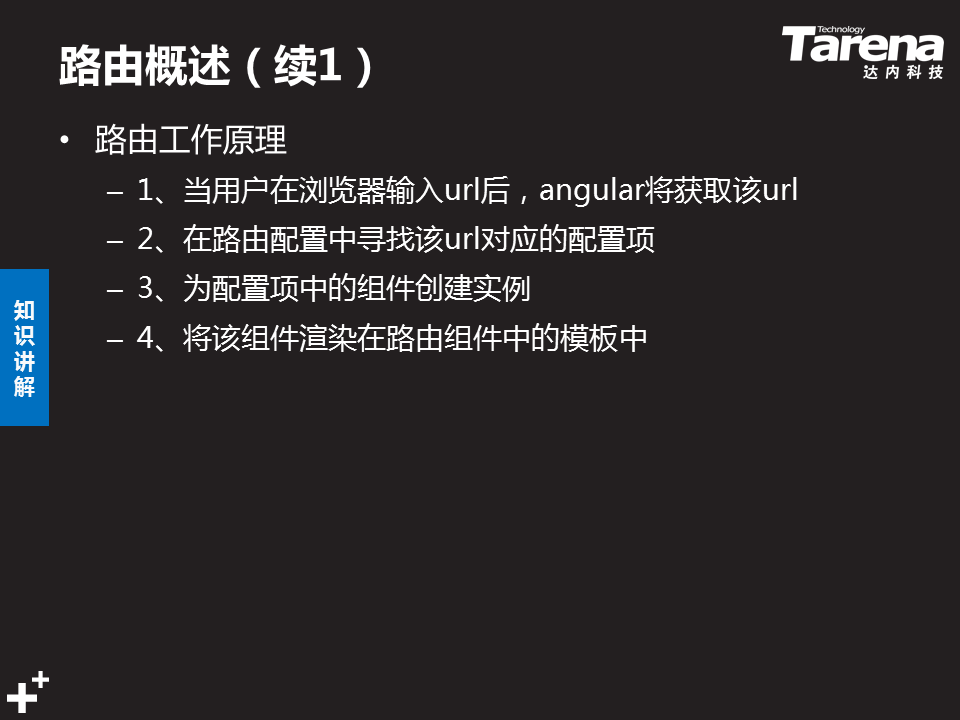 路由概述（续1）
Technology
Tarena
达内科技
• 路由工作原理
– 1、当用户在浏览器输入url后，angular将获取该url
– 2、在路由配置中寻找该url对应的配置项
– 3、为配置项中的组件创建实例
– 4、将该组件渲染在路由组件中的模板中
知识讲解